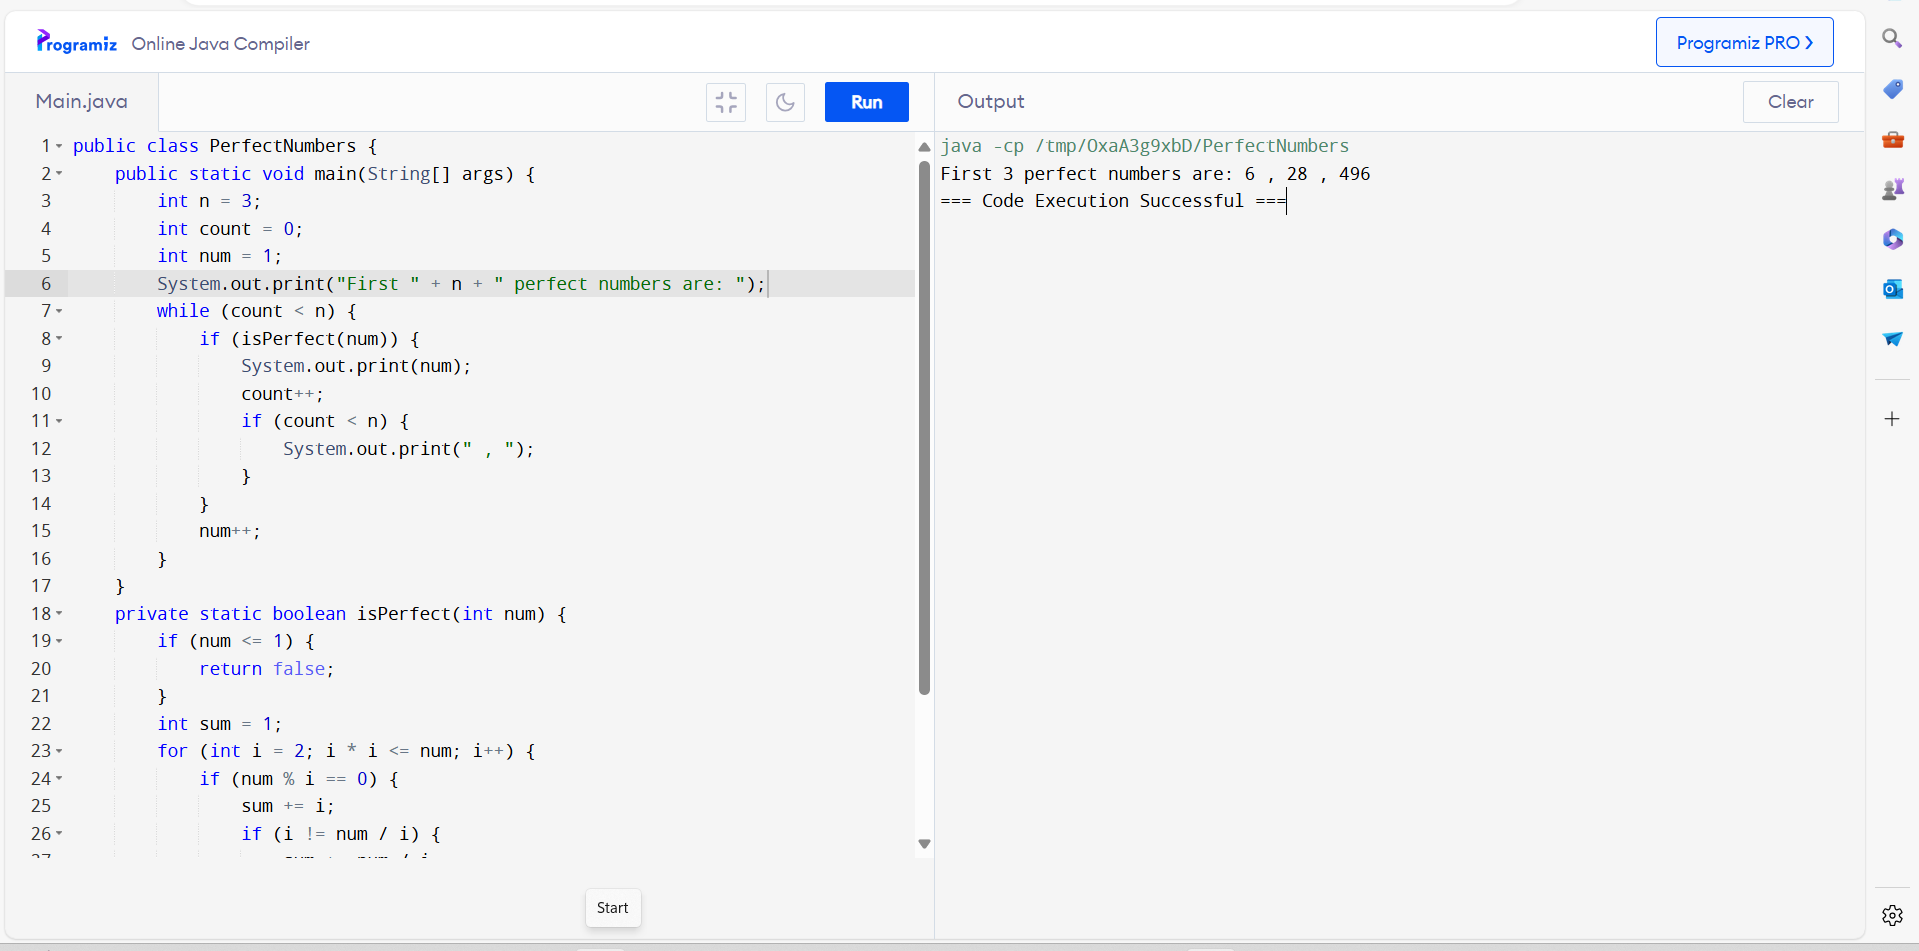 Programiz Online Java Compiler
Programiz PRO ❯
Main.java
Run
Output
Clear
1 public class PerfectNumbers {
2     public static void main(String[] args) {
3         int n = 3;
4         int count = 0;
5         int num = 1;
6         System.out.print("First " + n + " perfect numbers are: ");
7         while (count < n) {
8             if (isPerfect(num)) {
9                 System.out.print(num);
10                 count++;
11                 if (count < n) {
12                     System.out.print(" , ");
13                 }
14             }
15             num++;
16         }
17     }
18     private static boolean isPerfect(int num) {
19         if (num <= 1) {
20             return false;
21         }
22         int sum = 1;
23         for (int i = 2; i * i <= num; i++) {
24             if (num % i == 0) {
25                 sum += i;
26                 if (i != num / i) {
java -cp /tmp/OxaA3g9xbD/PerfectNumbers
First 3 perfect numbers are: 6 , 28 , 496
=== Code Execution Successful ===
Start